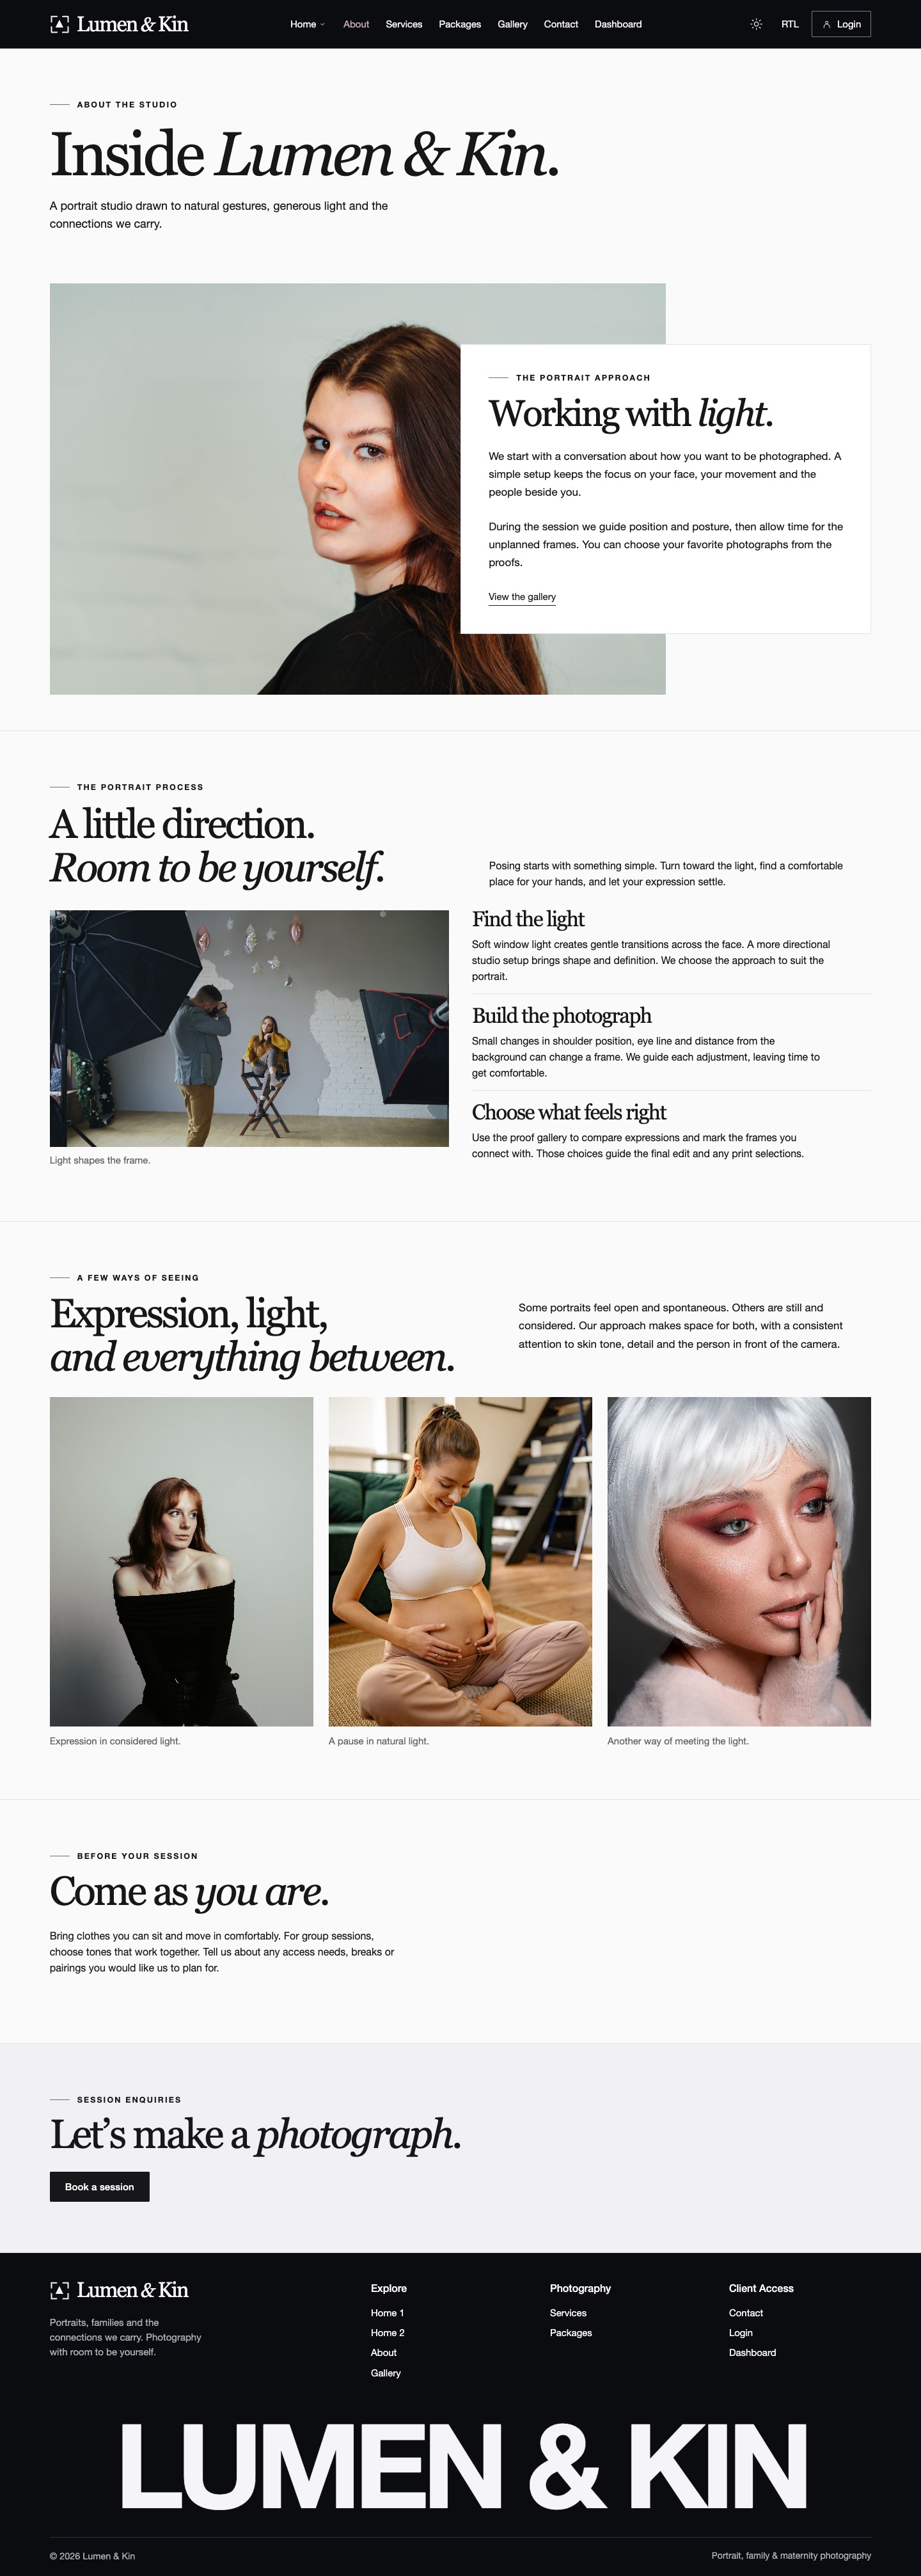 Lumen & Kin
Home
About
Services
Packages
Gallery
Contact
Dashboard
RTL
Login
ABOUT THE STUDIO
Inside Lumen & Kin.
A portrait studio drawn to natural gestures, generous light and the
connections we carry.
THE PORTRAIT APPROACH
Working with light.
We start with a conversation about how you want to be photographed. A
simple setup keeps the focus on your face, your movement and the
people beside you.
During the session we guide position and posture, then allow time for the
unplanned frames. You can choose your favorite photographs from the
proofs.
View the gallery
THE PORTRAIT PROCESS
A little direction.
Room to be yourself.
Posing starts with something simple. Turn toward the light, find a comfortable
place for your hands, and let your expression settle.
Light shapes the frame.
Find the light
Soft window light creates gentle transitions across the face. A more directional
studio setup brings shape and definition. We choose the approach to suit the
portrait.
Build the photograph
Small changes in shoulder position, eye line and distance from the
background can change a frame. We guide each adjustment, leaving time to
get comfortable.
Choose what feels right
Use the proof gallery to compare expressions and mark the frames you
connect with. Those choices guide the final edit and any print selections.
A FEW WAYS OF SEEING
Expression, light,
and everything between.
Some portraits feel open and spontaneous. Others are still and
considered. Our approach makes space for both, with a consistent
attention to skin tone, detail and the person in front of the camera.
Expression in considered light.
A pause in natural light.
Another way of meeting the light.
BEFORE YOUR SESSION
Come as you are.
Bring clothes you can sit and move in comfortably. For group sessions,
choose tones that work together. Tell us about any access needs, breaks or
pairings you would like us to plan for.
SESSION ENQUIRIES
Let’s make a photograph.
Book a session
Lumen & Kin
Portraits, families and the
connections we carry. Photography
with room to be yourself.
Explore
Home 1
Home 2
About
Gallery
Photography
Services
Packages
Client Access
Contact
Login
Dashboard
LUMEN & KIN
© 2026 Lumen & Kin
Portrait, family & maternity photography